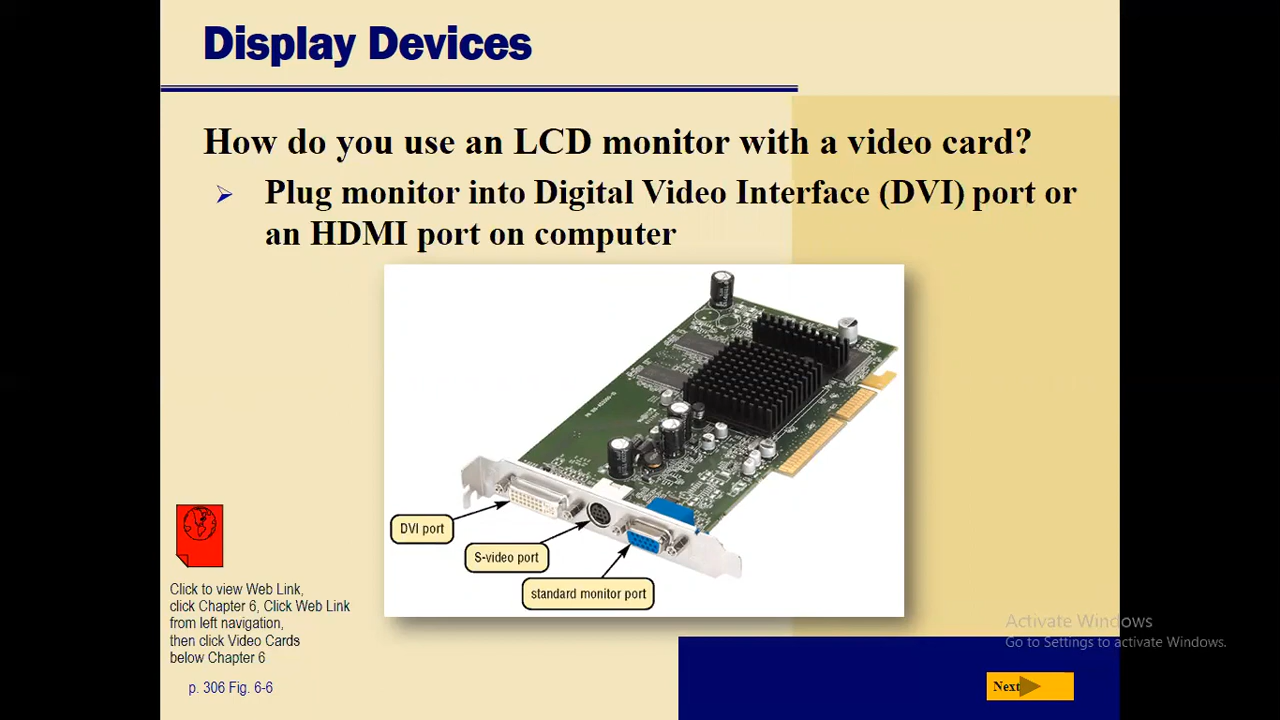 Display Devices
How do you use an LCD monitor with a video card?
Plug monitor into Digital Video Interface (DVI) port or
an HDMI port on computer
DVI port
S-video port
standard monitor port
Click to view Web Link,
click Chapter 6, Click Web Link
from left navigation,
then click Video Cards
below Chapter 6
p. 306 Fig. 6-6
Activate Windows
Go to Settings to activate Windows.
Next